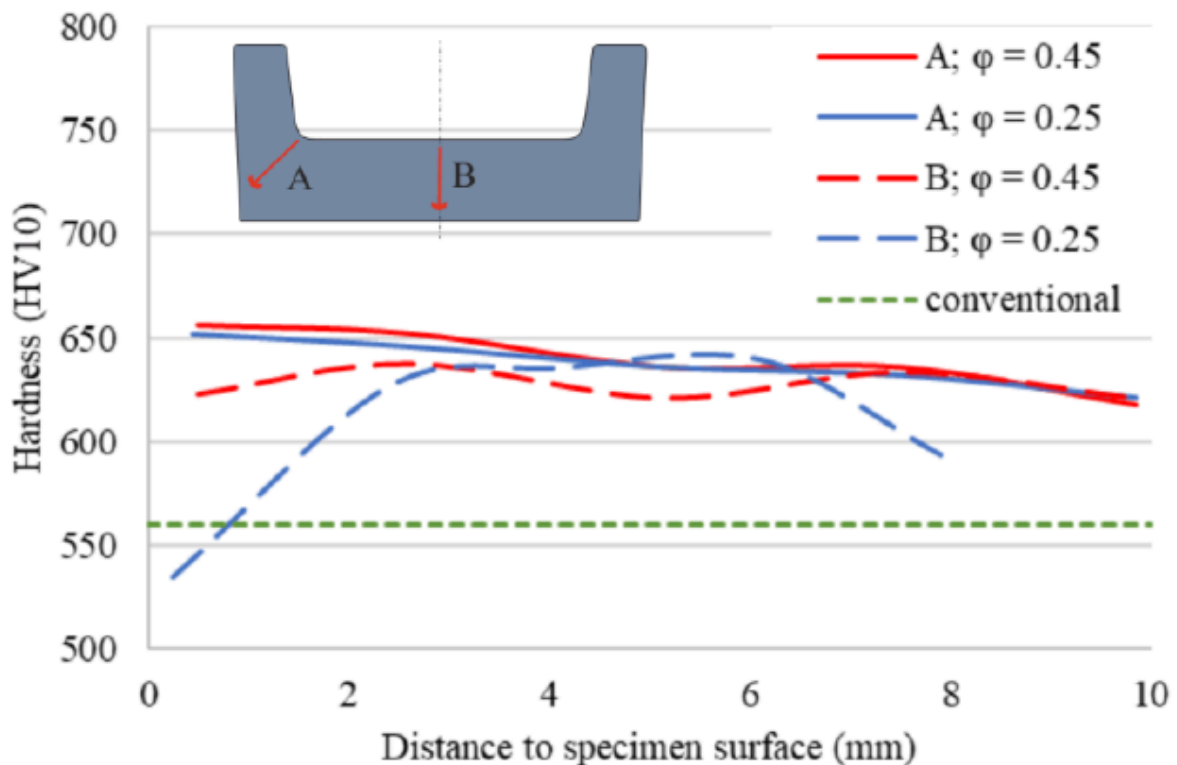 800
750
700
650
600
550
500
Hardness (HV10)
A
B
A; φ = 0.45
A; φ = 0.25
B; φ = 0.45
B; φ = 0.25
conventional
0 2 4 6 8 10
Distance to specimen surface (mm)